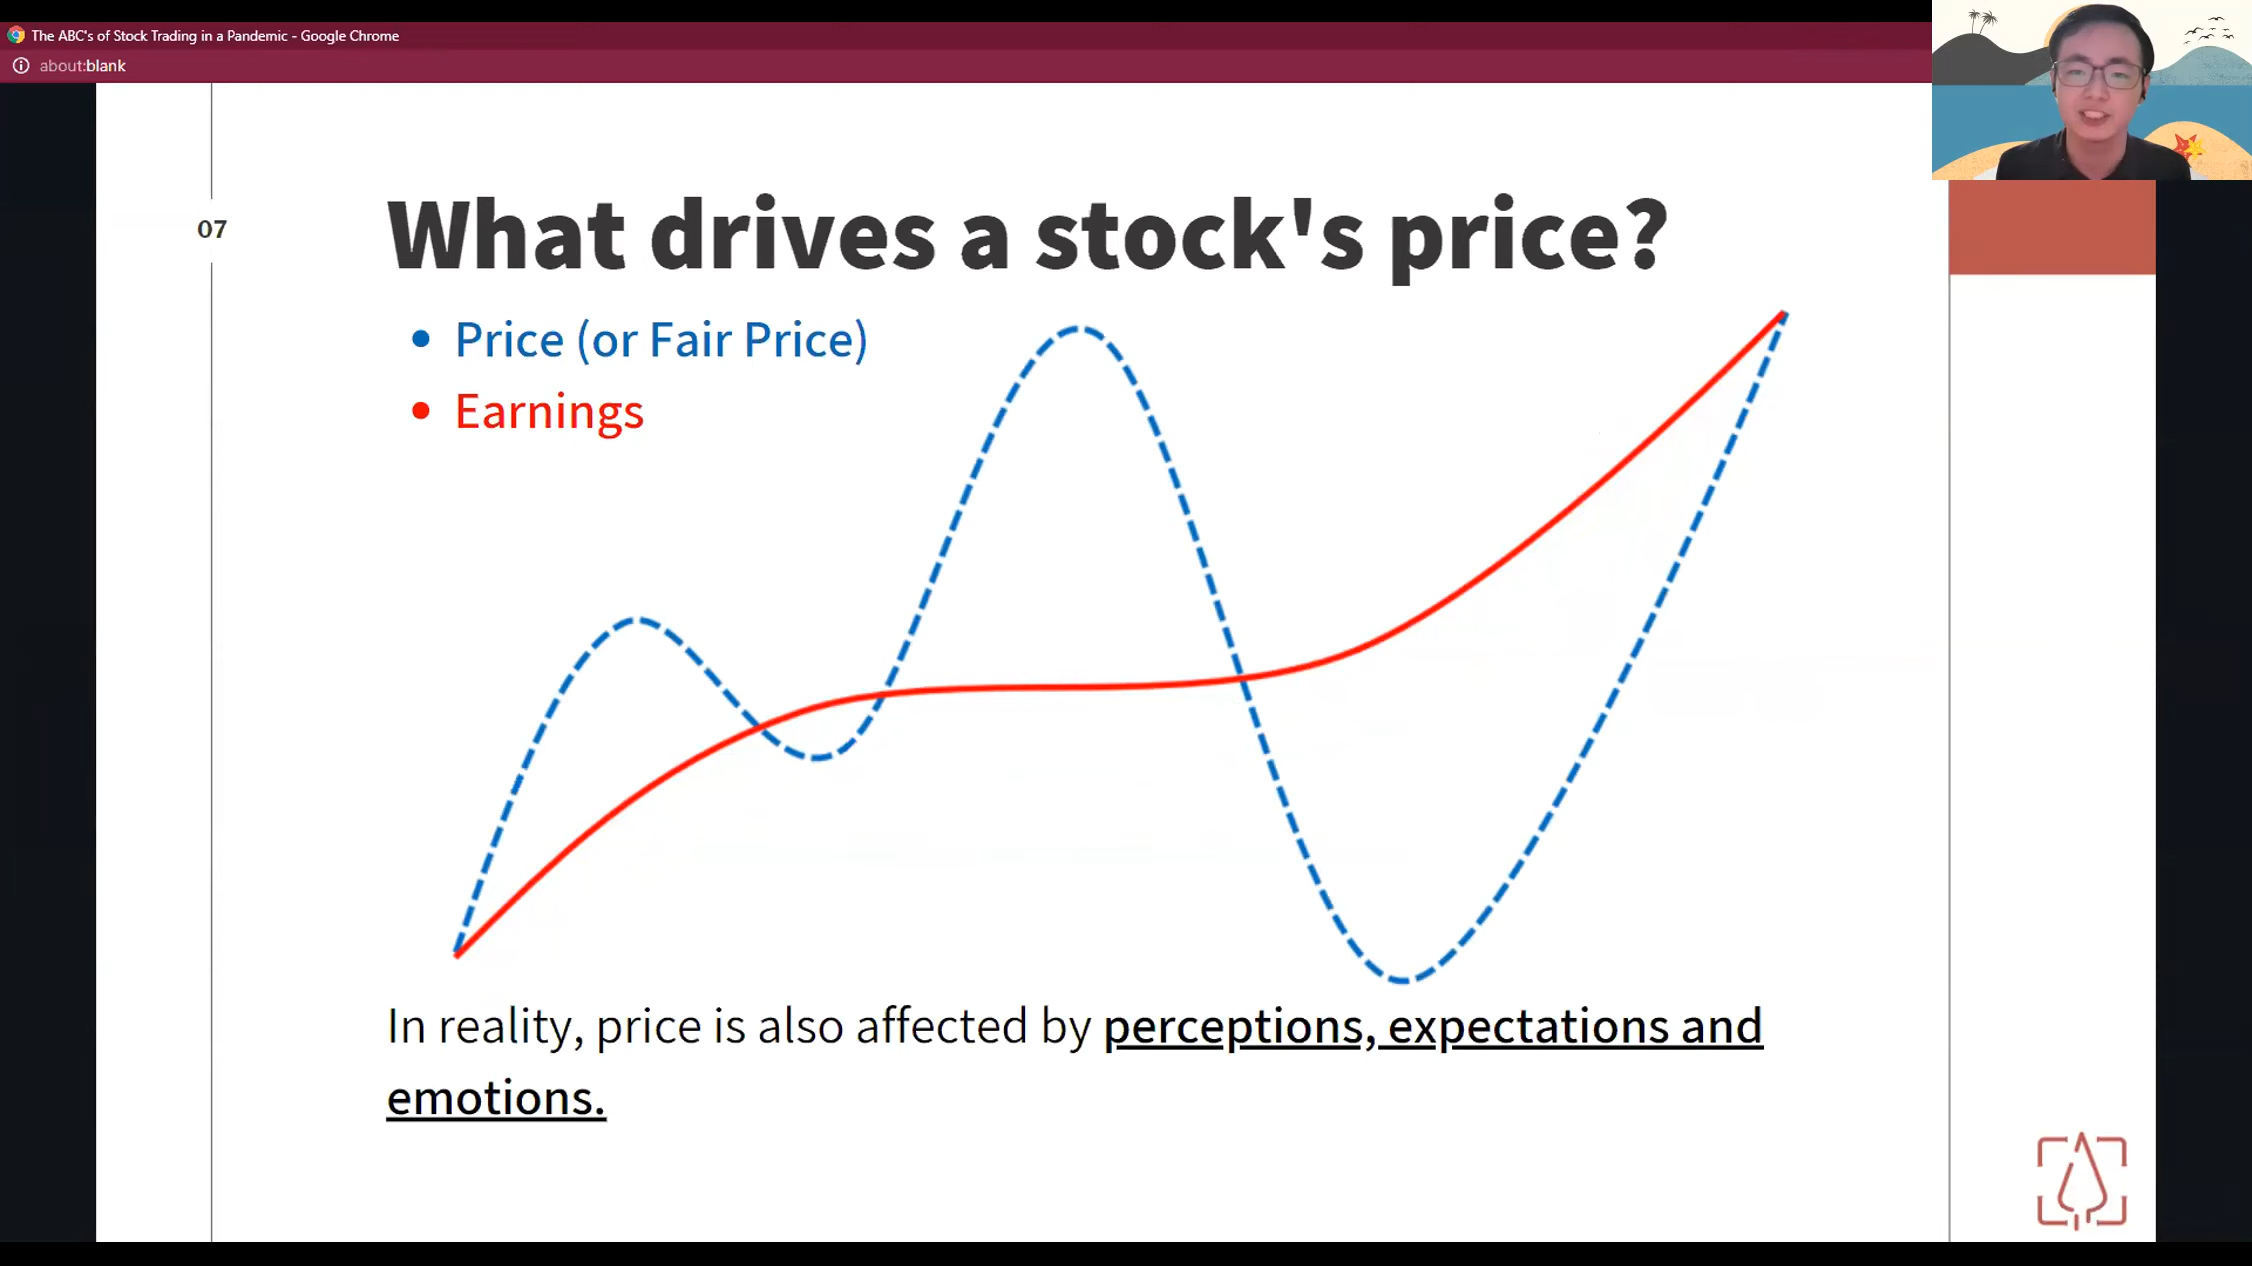 The ABC's of Stock Trading in a Pandemic - Google Chrome
about:blank
07
What drives a stock's price?
• Price (or Fair Price)
• Earnings
In reality, price is also affected by perceptions, expectations and
emotions.